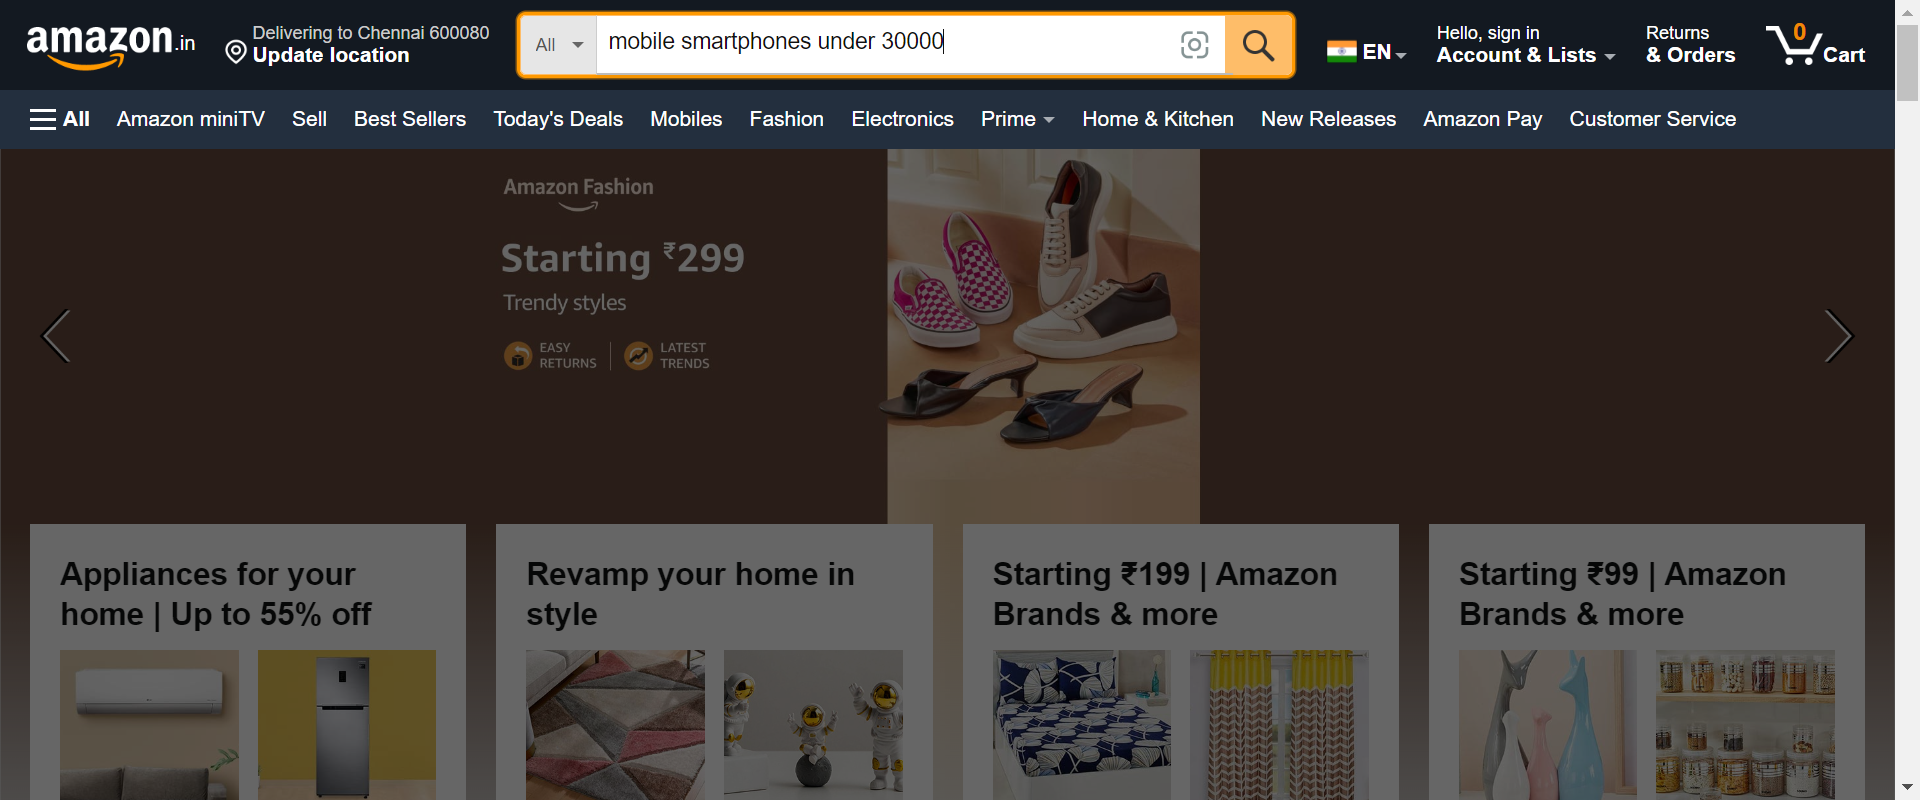 amazon.in
Delivering to Chennai 600080
Update location
All
mobile smartphones under 30000
EN
Hello, sign in
Account & Lists
Returns
& Orders
0
Cart
All
Amazon miniTV
Sell
Best Sellers
Today's Deals
Mobiles
Fashion
Electronics
Prime
Home & Kitchen
New Releases
Amazon Pay
Customer Service
Amazon Fashion
Starting ₹299
Trendy styles
EASY
RETURNS
LATEST
TRENDS
Appliances for your
home | Up to 55% off
Revamp your home in
style
Starting ₹199 | Amazon
Brands & more
Starting ₹99 | Amazon
Brands & more